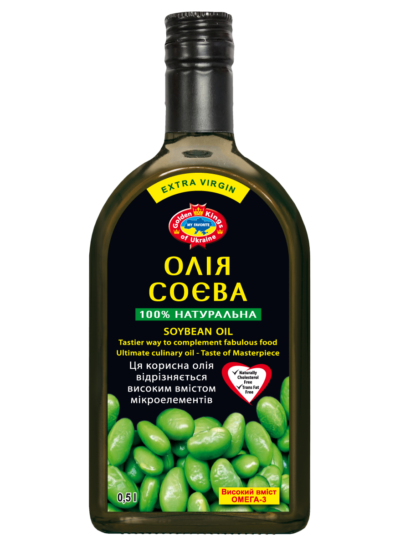 EXTRA VIRGIN
Golden Kings
MY FAVORITE
of Ukraine
ОЛІЯ
СОЄВА
100% НАТУРАЛЬНА
SOYBEAN OIL
Tastier way to complement fabulous food
Ultimate culinary oil - Taste of Masterpiece
Ця корисна олія
відрізняється
високим вмістом
мікроелементів
Naturally
Cholesterol
Free
Trans Fat
Free
0,5 l
Високий вміст
ОМЕГА-3